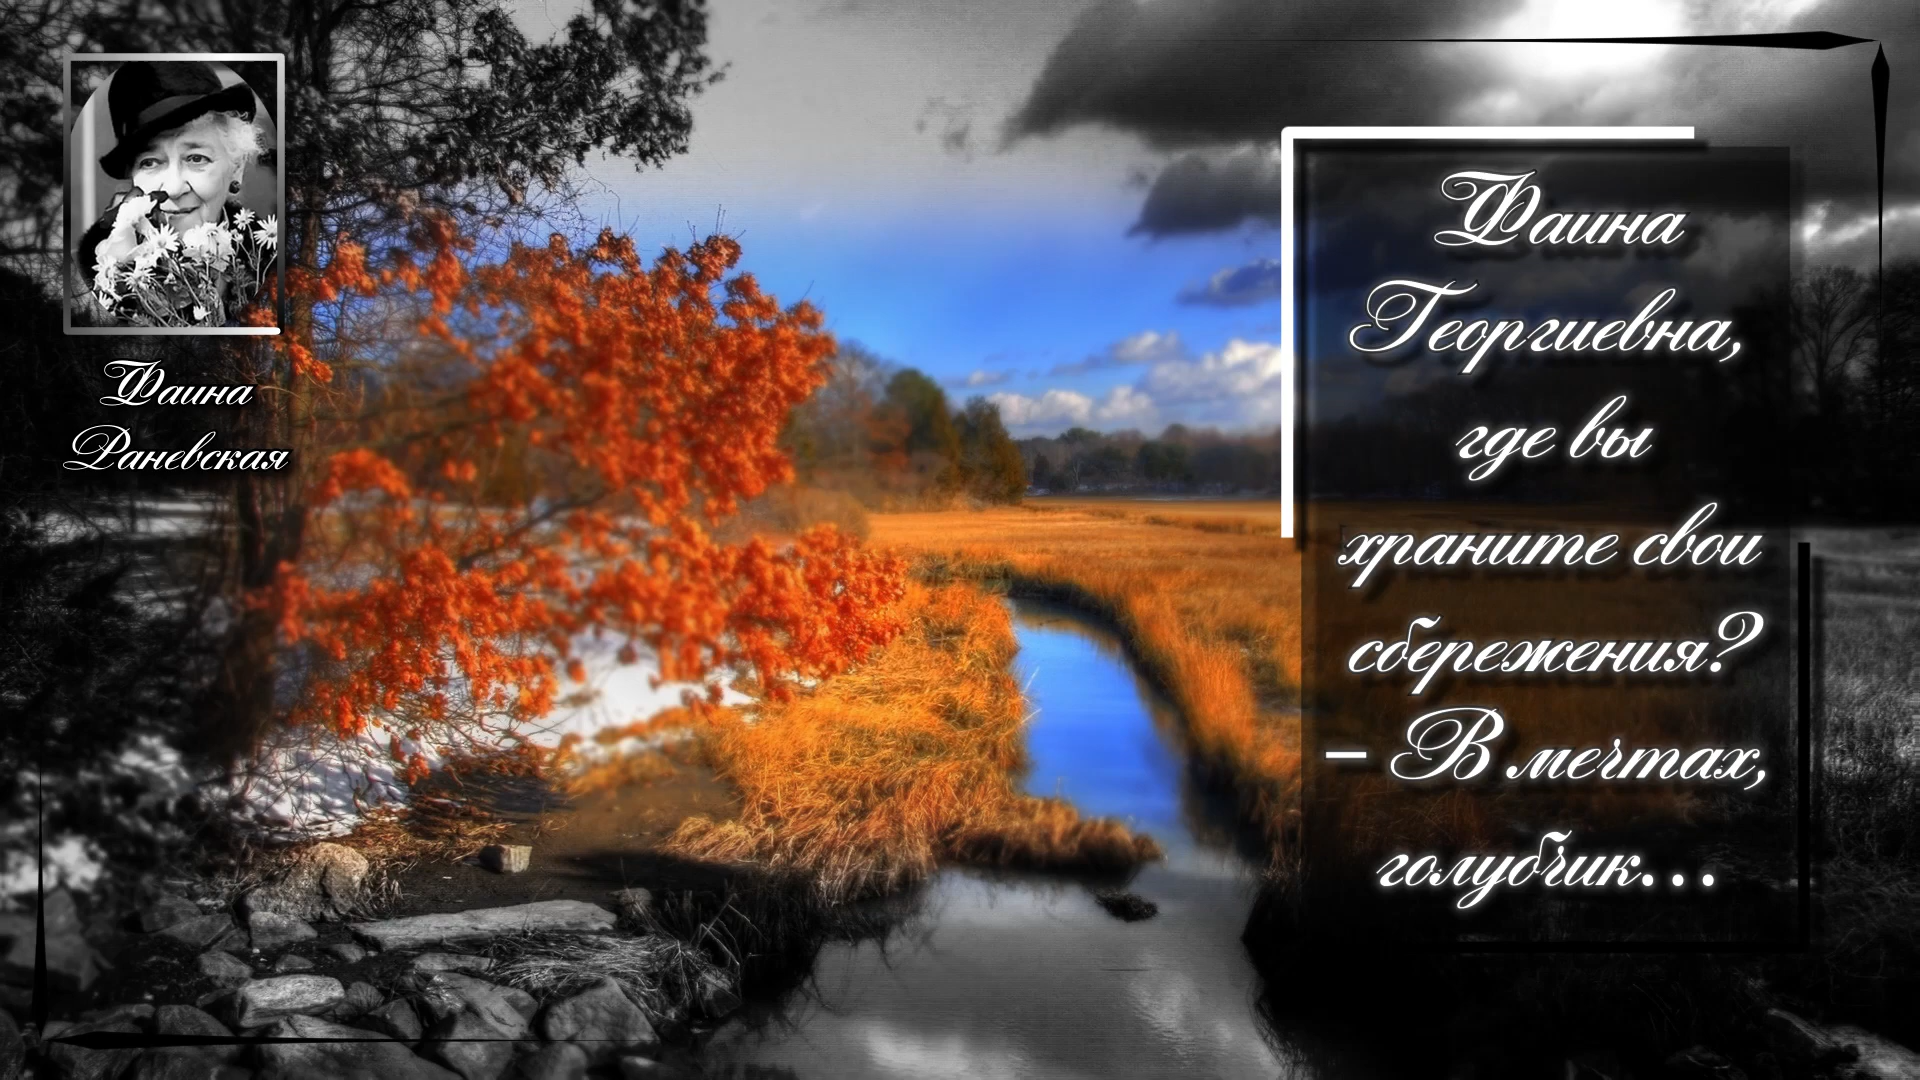 Фаина
Раневская
Фаина
Георгиевна,
где вы
храните свои
сбережения?
– В мечтах,
голубчик...